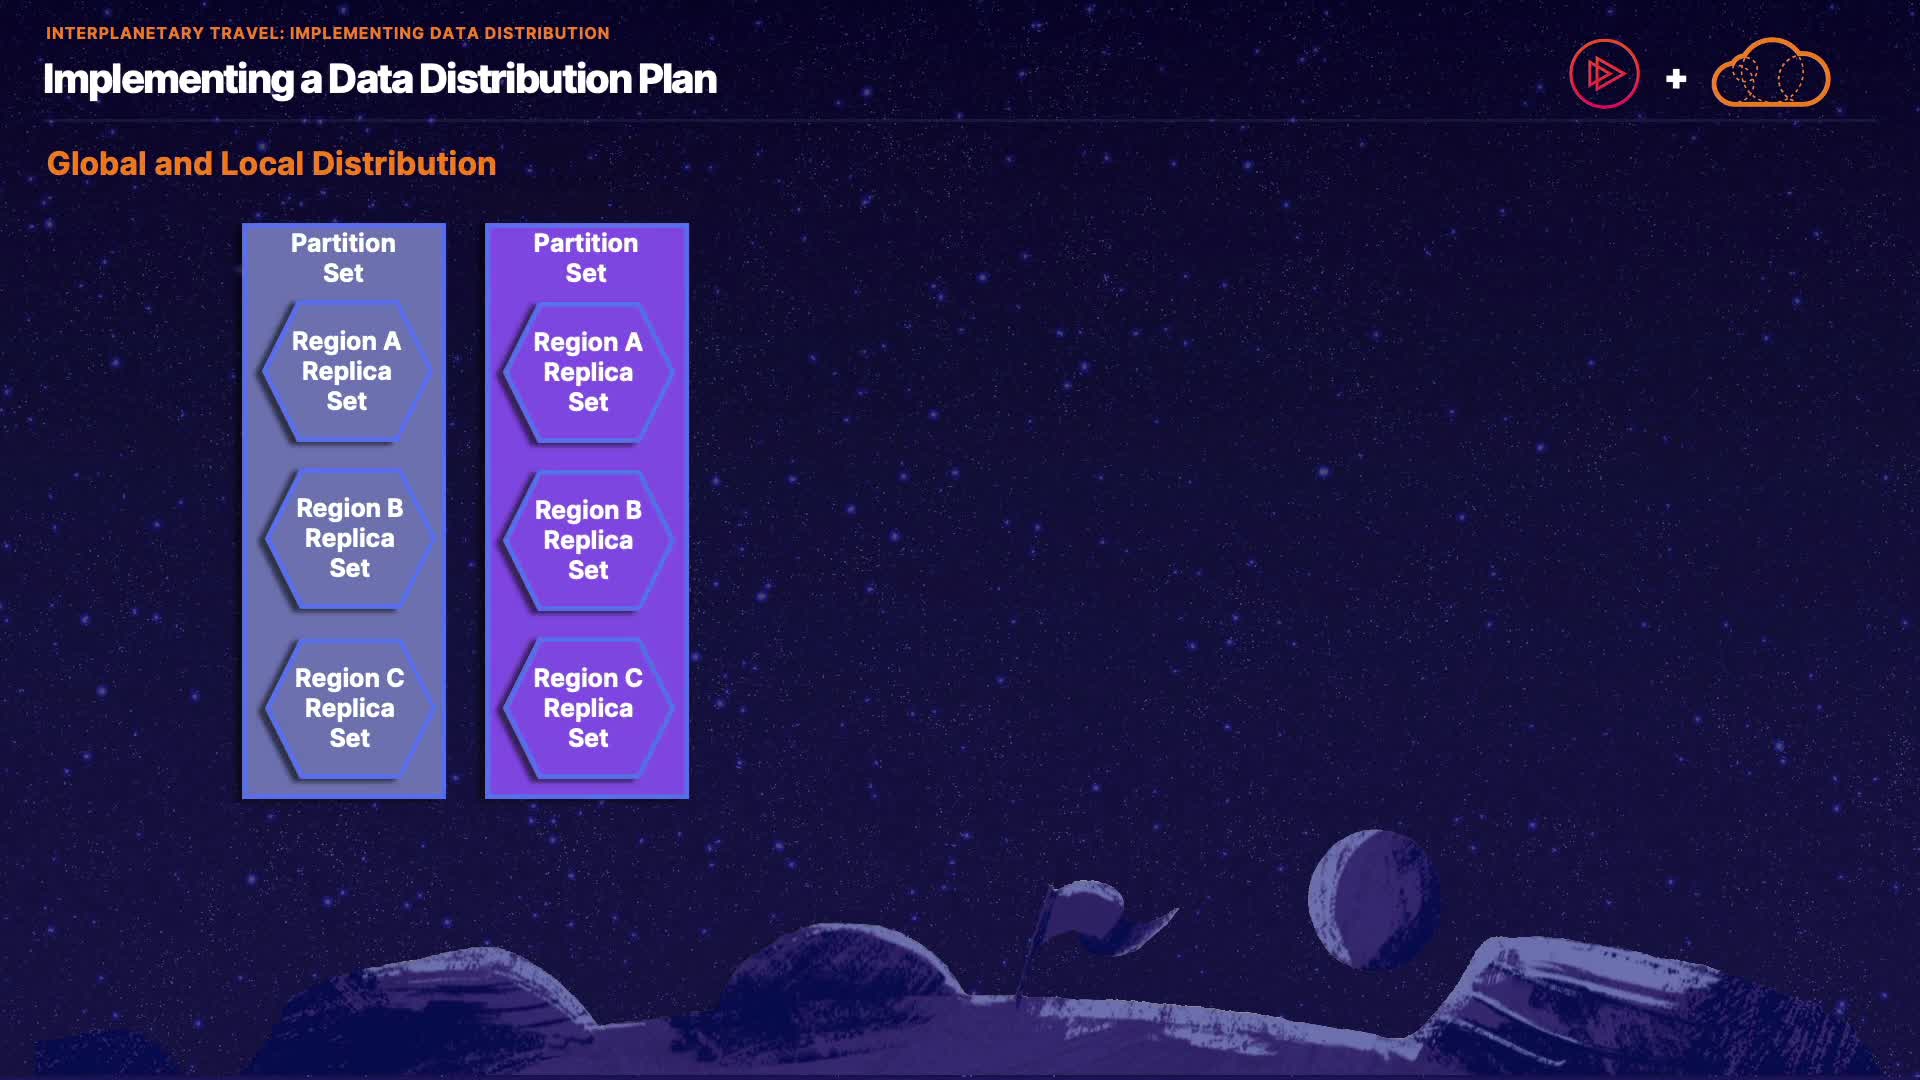 INTERPLANETARY TRAVEL: IMPLEMENTING DATA DISTRIBUTION
Implementing a Data Distribution Plan
Global and Local Distribution
Partition
Set
Region A
Replica
Set
Region B
Replica
Set
Region C
Replica
Set
Partition
Set
Region A
Replica
Set
Region B
Replica
Set
Region C
Replica
Set